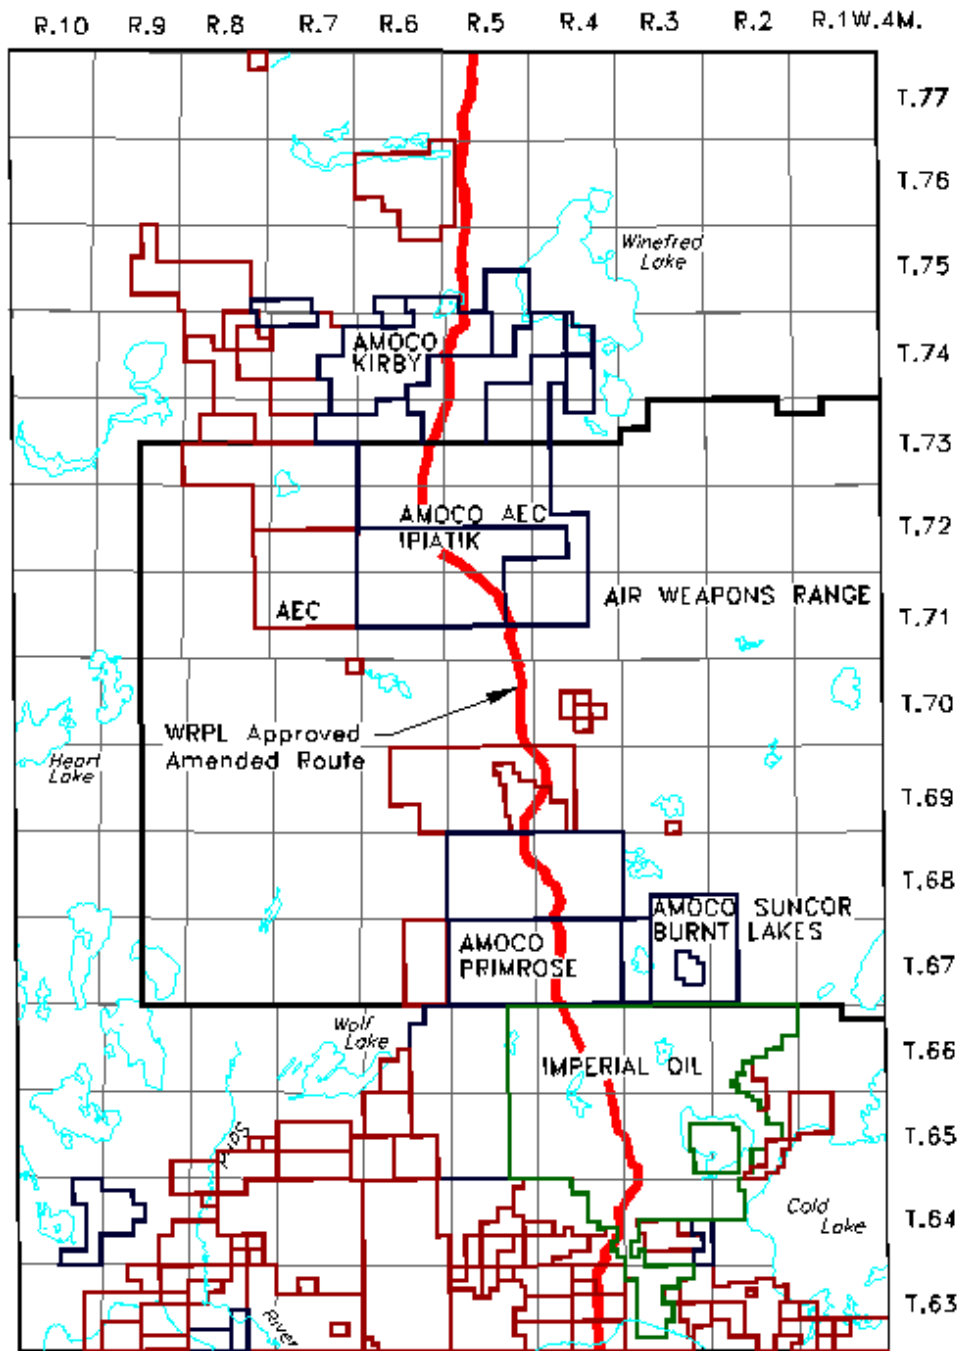 R.10 R.9 R.8 R.7 R.6 R.5 R.4 R.3 R.2 R.1W.4M.
T.77
T.76
Winefred
Lake
T.75
AMOCO
KIRBY
T.74
T.73
AMOCO AEC
IPIATIK
T.72
AEC
AIR WEAPONS RANGE
T.71
WRPL Approved
Amended Route
T.70
Heart
Lake
T.69
T.68
AMOCO SUNCOR
BURNT LAKES
AMOCO
PRIMROSE
T.67
Wolf
Lake
IMPERIAL OIL
T.66
Sand
T.65
Cold
Lake
T.64
River
T.63